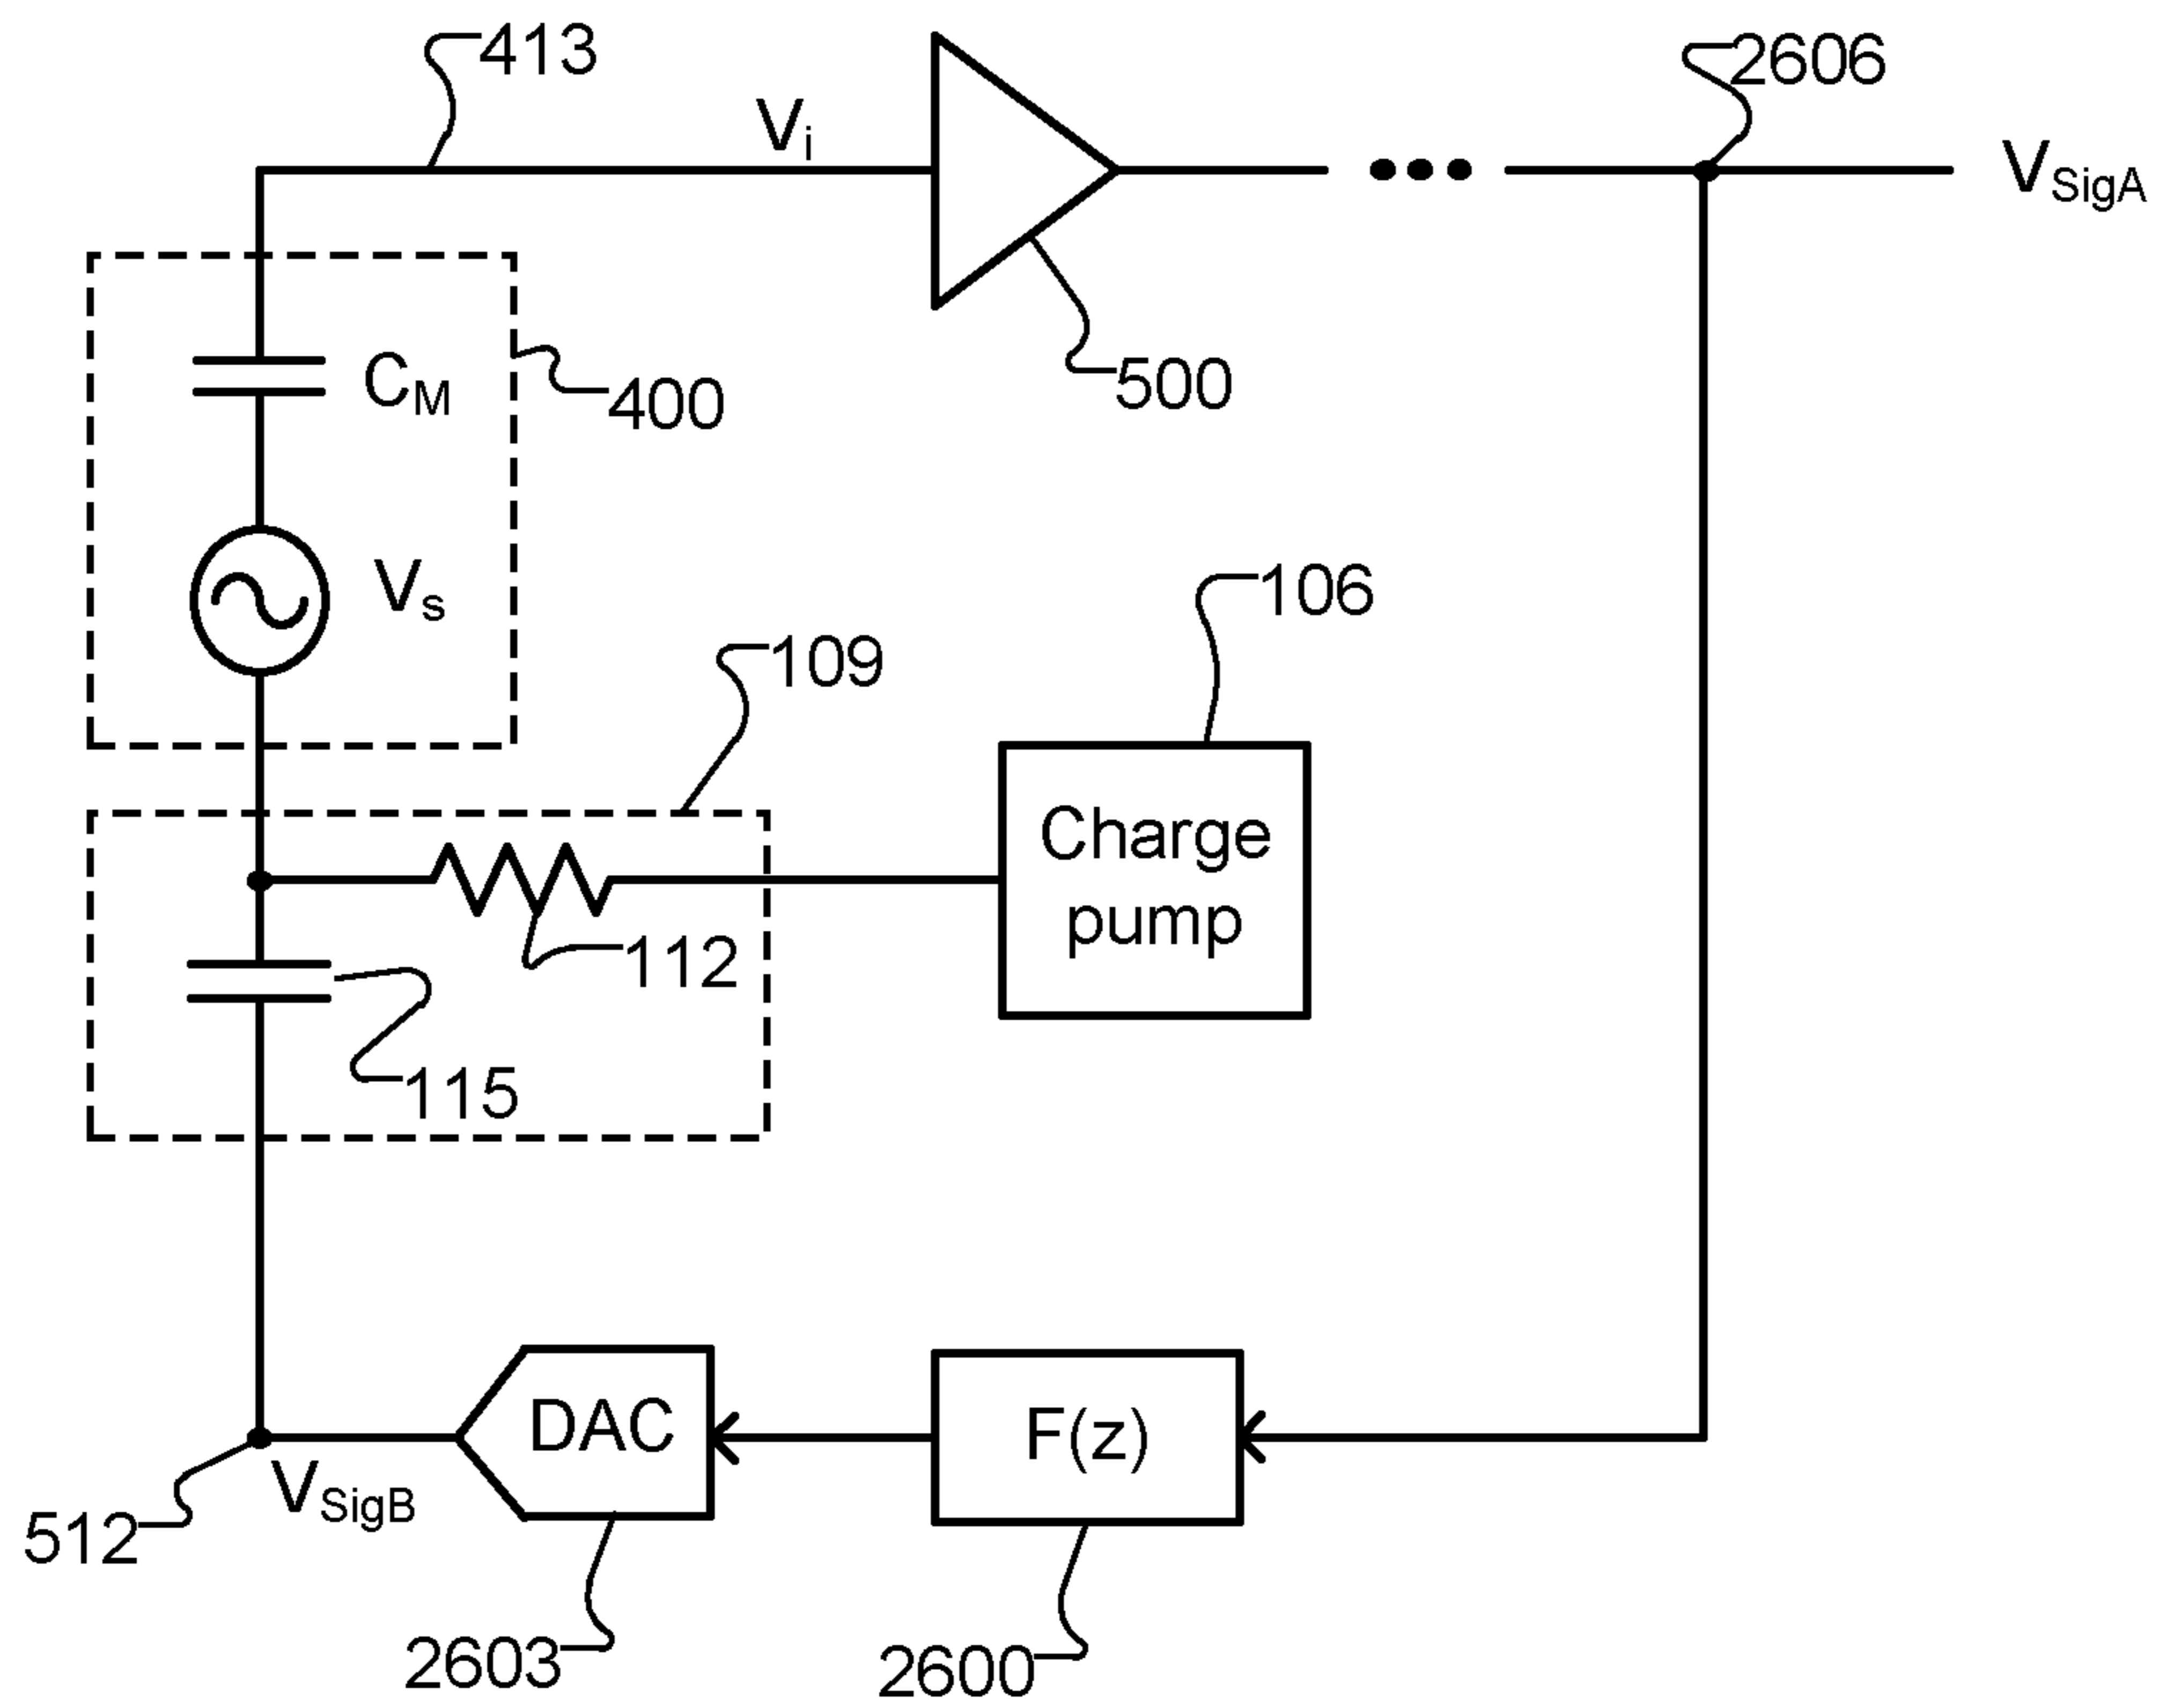 413
2606
Vi
VSigA
500
CM
400
Vs
106
109
Charge
pump
112
115
DAC
F(z)
VSigB
512
2603
2600